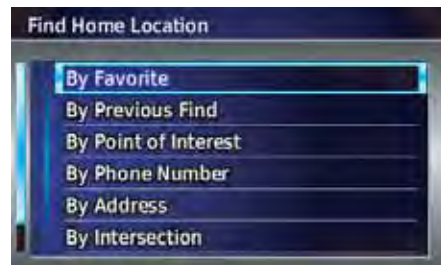 Find Home Location
By Favorite
By Previous Find
By Point of Interest
By Phone Number
By Address
By Intersection